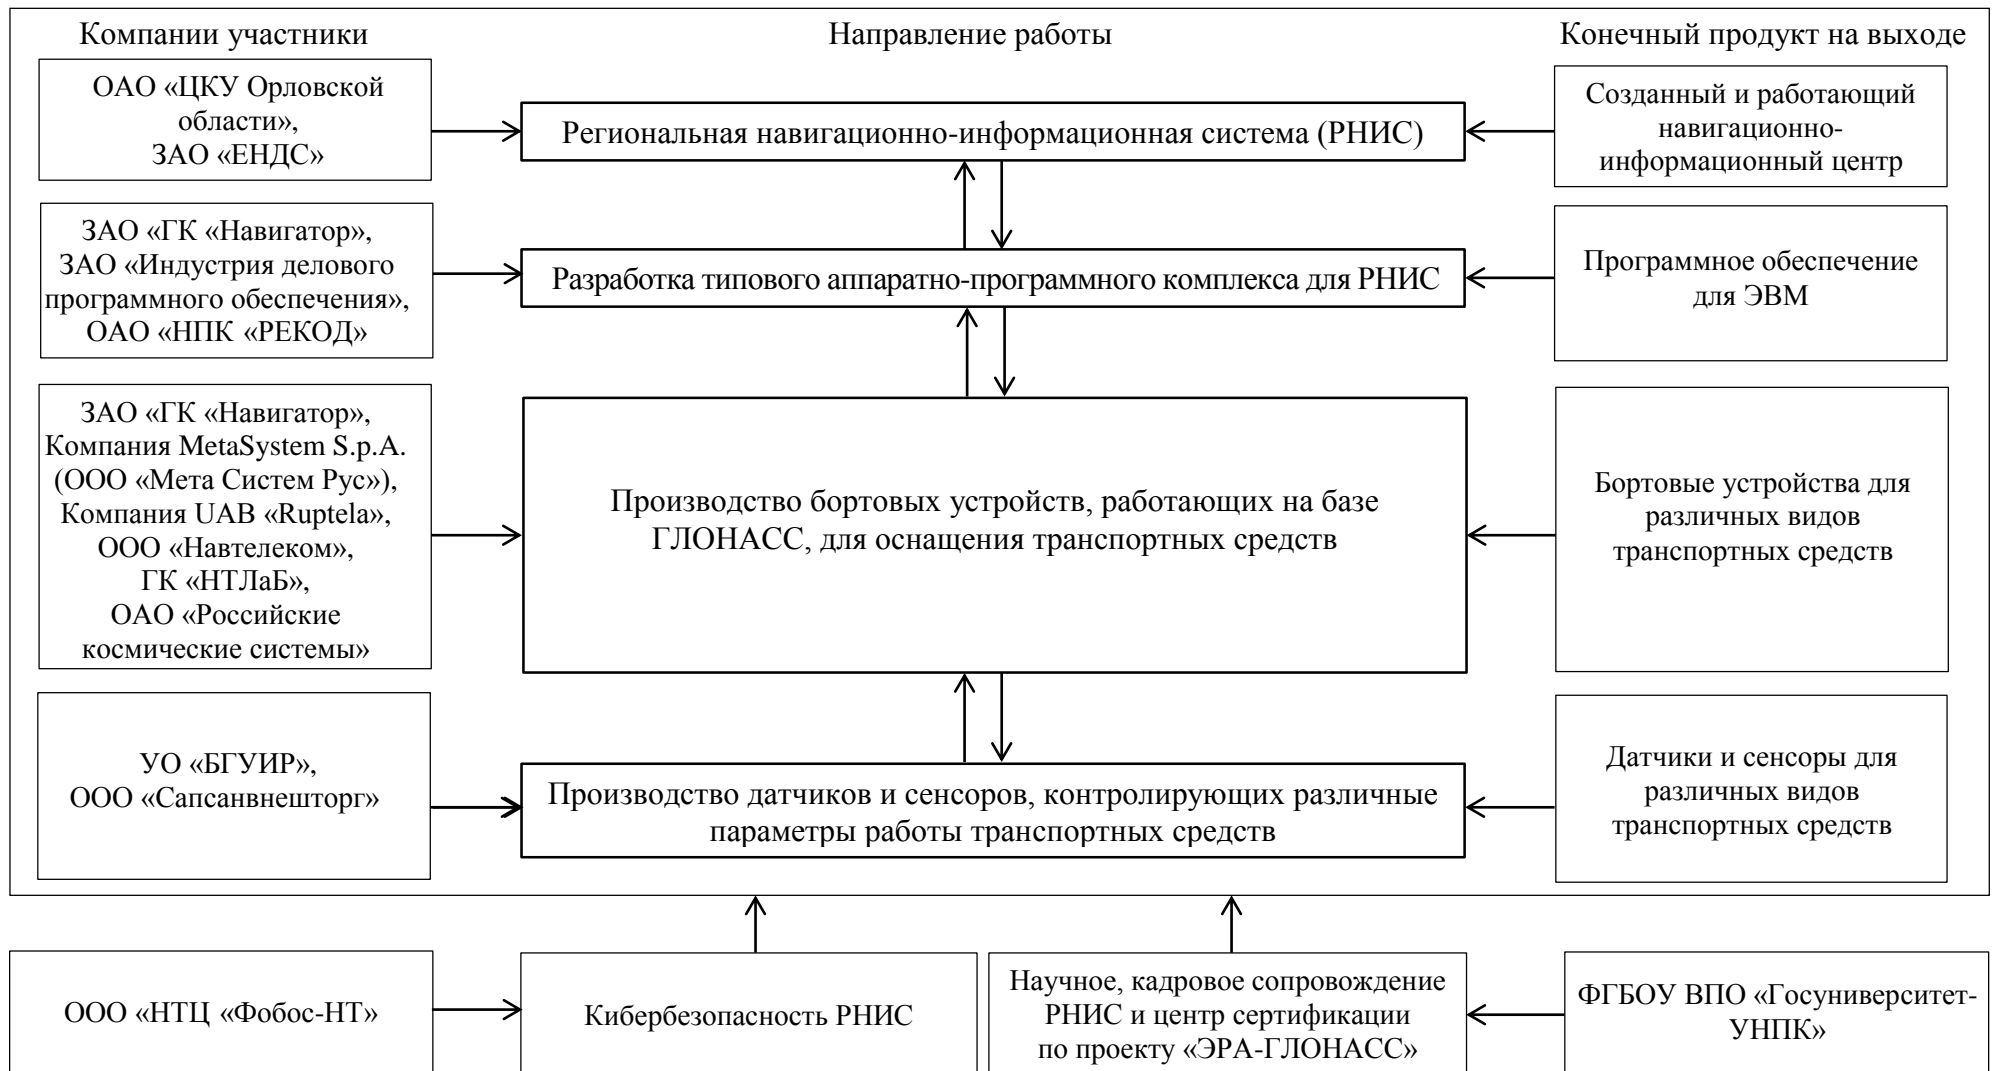 Компании участники
Направление работы
Конечный продукт на выходе
ОАО «ЦКУ Орловской
области»,
ЗАО «ЕНДС»
Региональная навигационно-информационная система (РНИС)
Созданный и работающий
навигационно-
информационный центр
ЗАО «ГК «Навигатор»,
ЗАО «Индустрия делового
программного обеспечения»,
ОАО «НПК «РЕКОД»
Разработка типового аппаратно-программного комплекса для РНИС
Программное обеспечение
для ЭВМ
ЗАО «ГК «Навигатор»,
Компания MetaSystem S.p.A.
(ООО «Мета Систем Рус»),
Компания UAB «Ruptela»,
ООО «Навтелеком»,
ГК «НТЛаБ»,
ОАО «Российские
космические системы»
Производство бортовых устройств, работающих на базе
ГЛОНАСС, для оснащения транспортных средств
Бортовые устройства для
различных видов
транспортных средств
УО «БГУИР»,
ООО «Сапсанвнешторг»
Производство датчиков и сенсоров, контролирующих различные
параметры работы транспортных средств
Датчики и сенсоры для
различных видов
транспортных средств
ООО «НТЦ «Фобос-НТ»
Кибербезопасность РНИС
Научное, кадровое сопровождение
РНИС и центр сертификации
по проекту «ЭРА-ГЛОНАСС»
ФГБОУ ВПО «Госуниверситет-
УНПК»